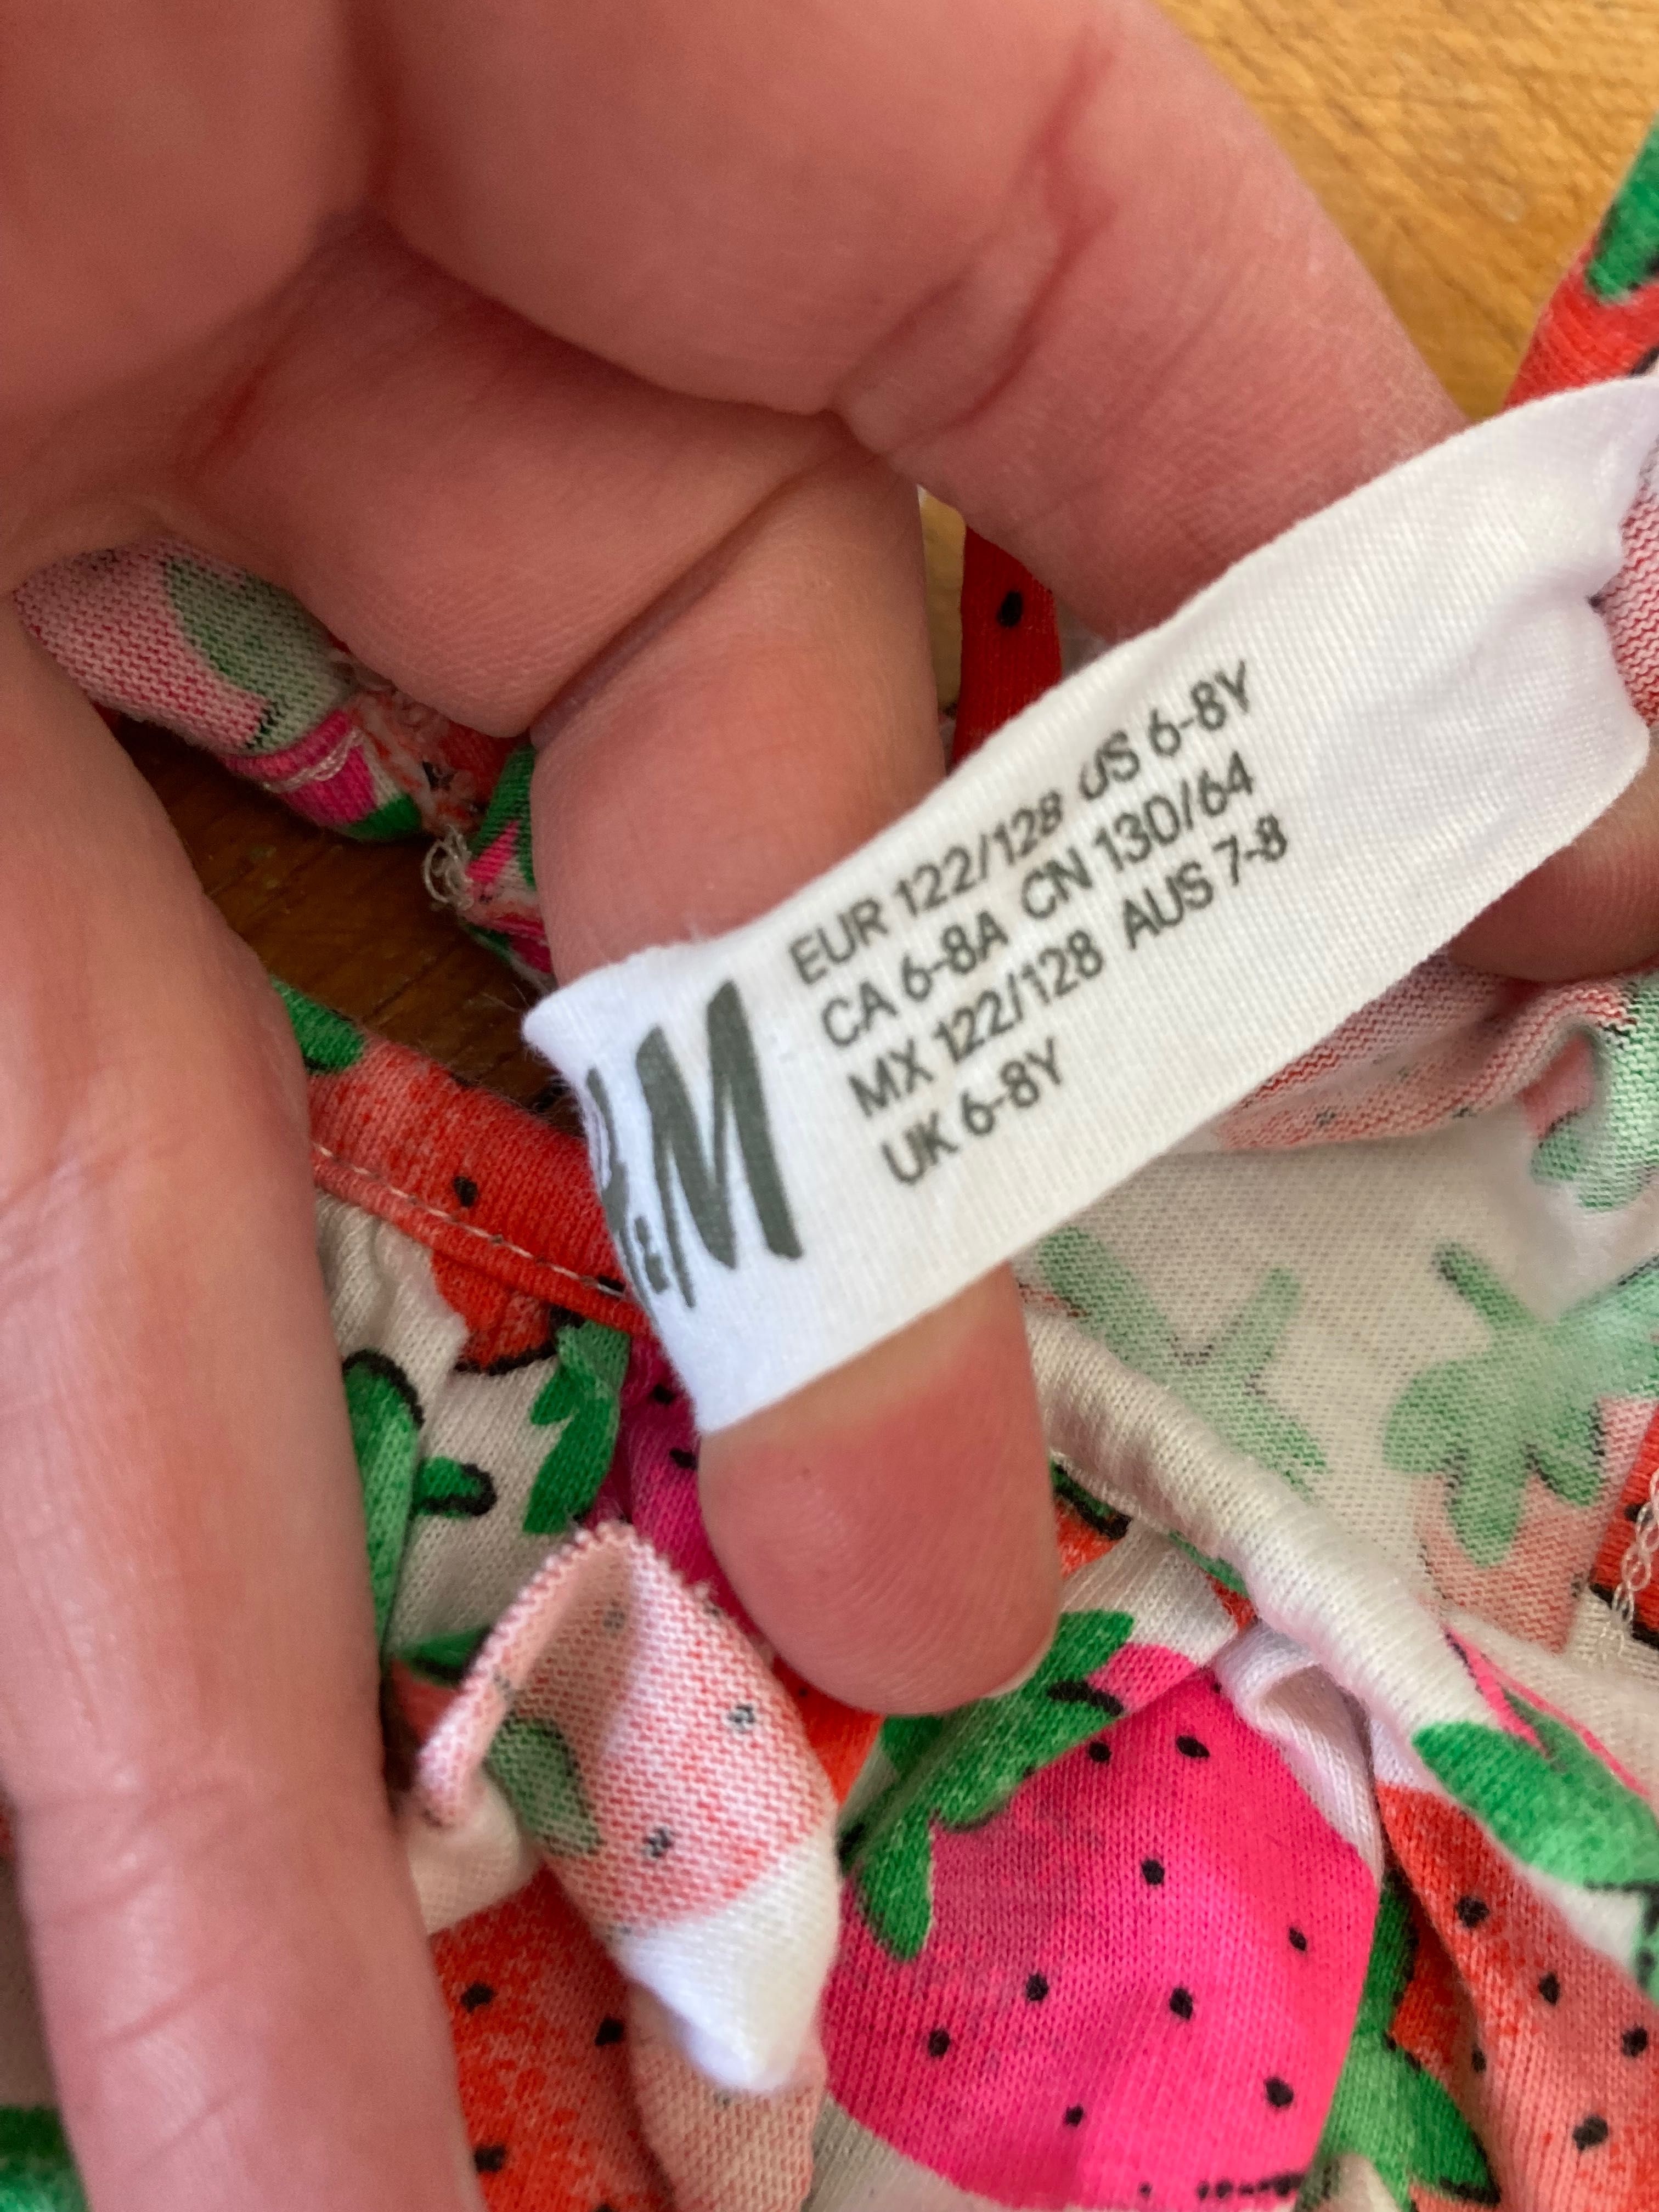 H&M
EUR 122/128 US 6-8Y
CA 6-8A CN 130/64
MX 122/128 AUS 7-8
UK 6-8Y